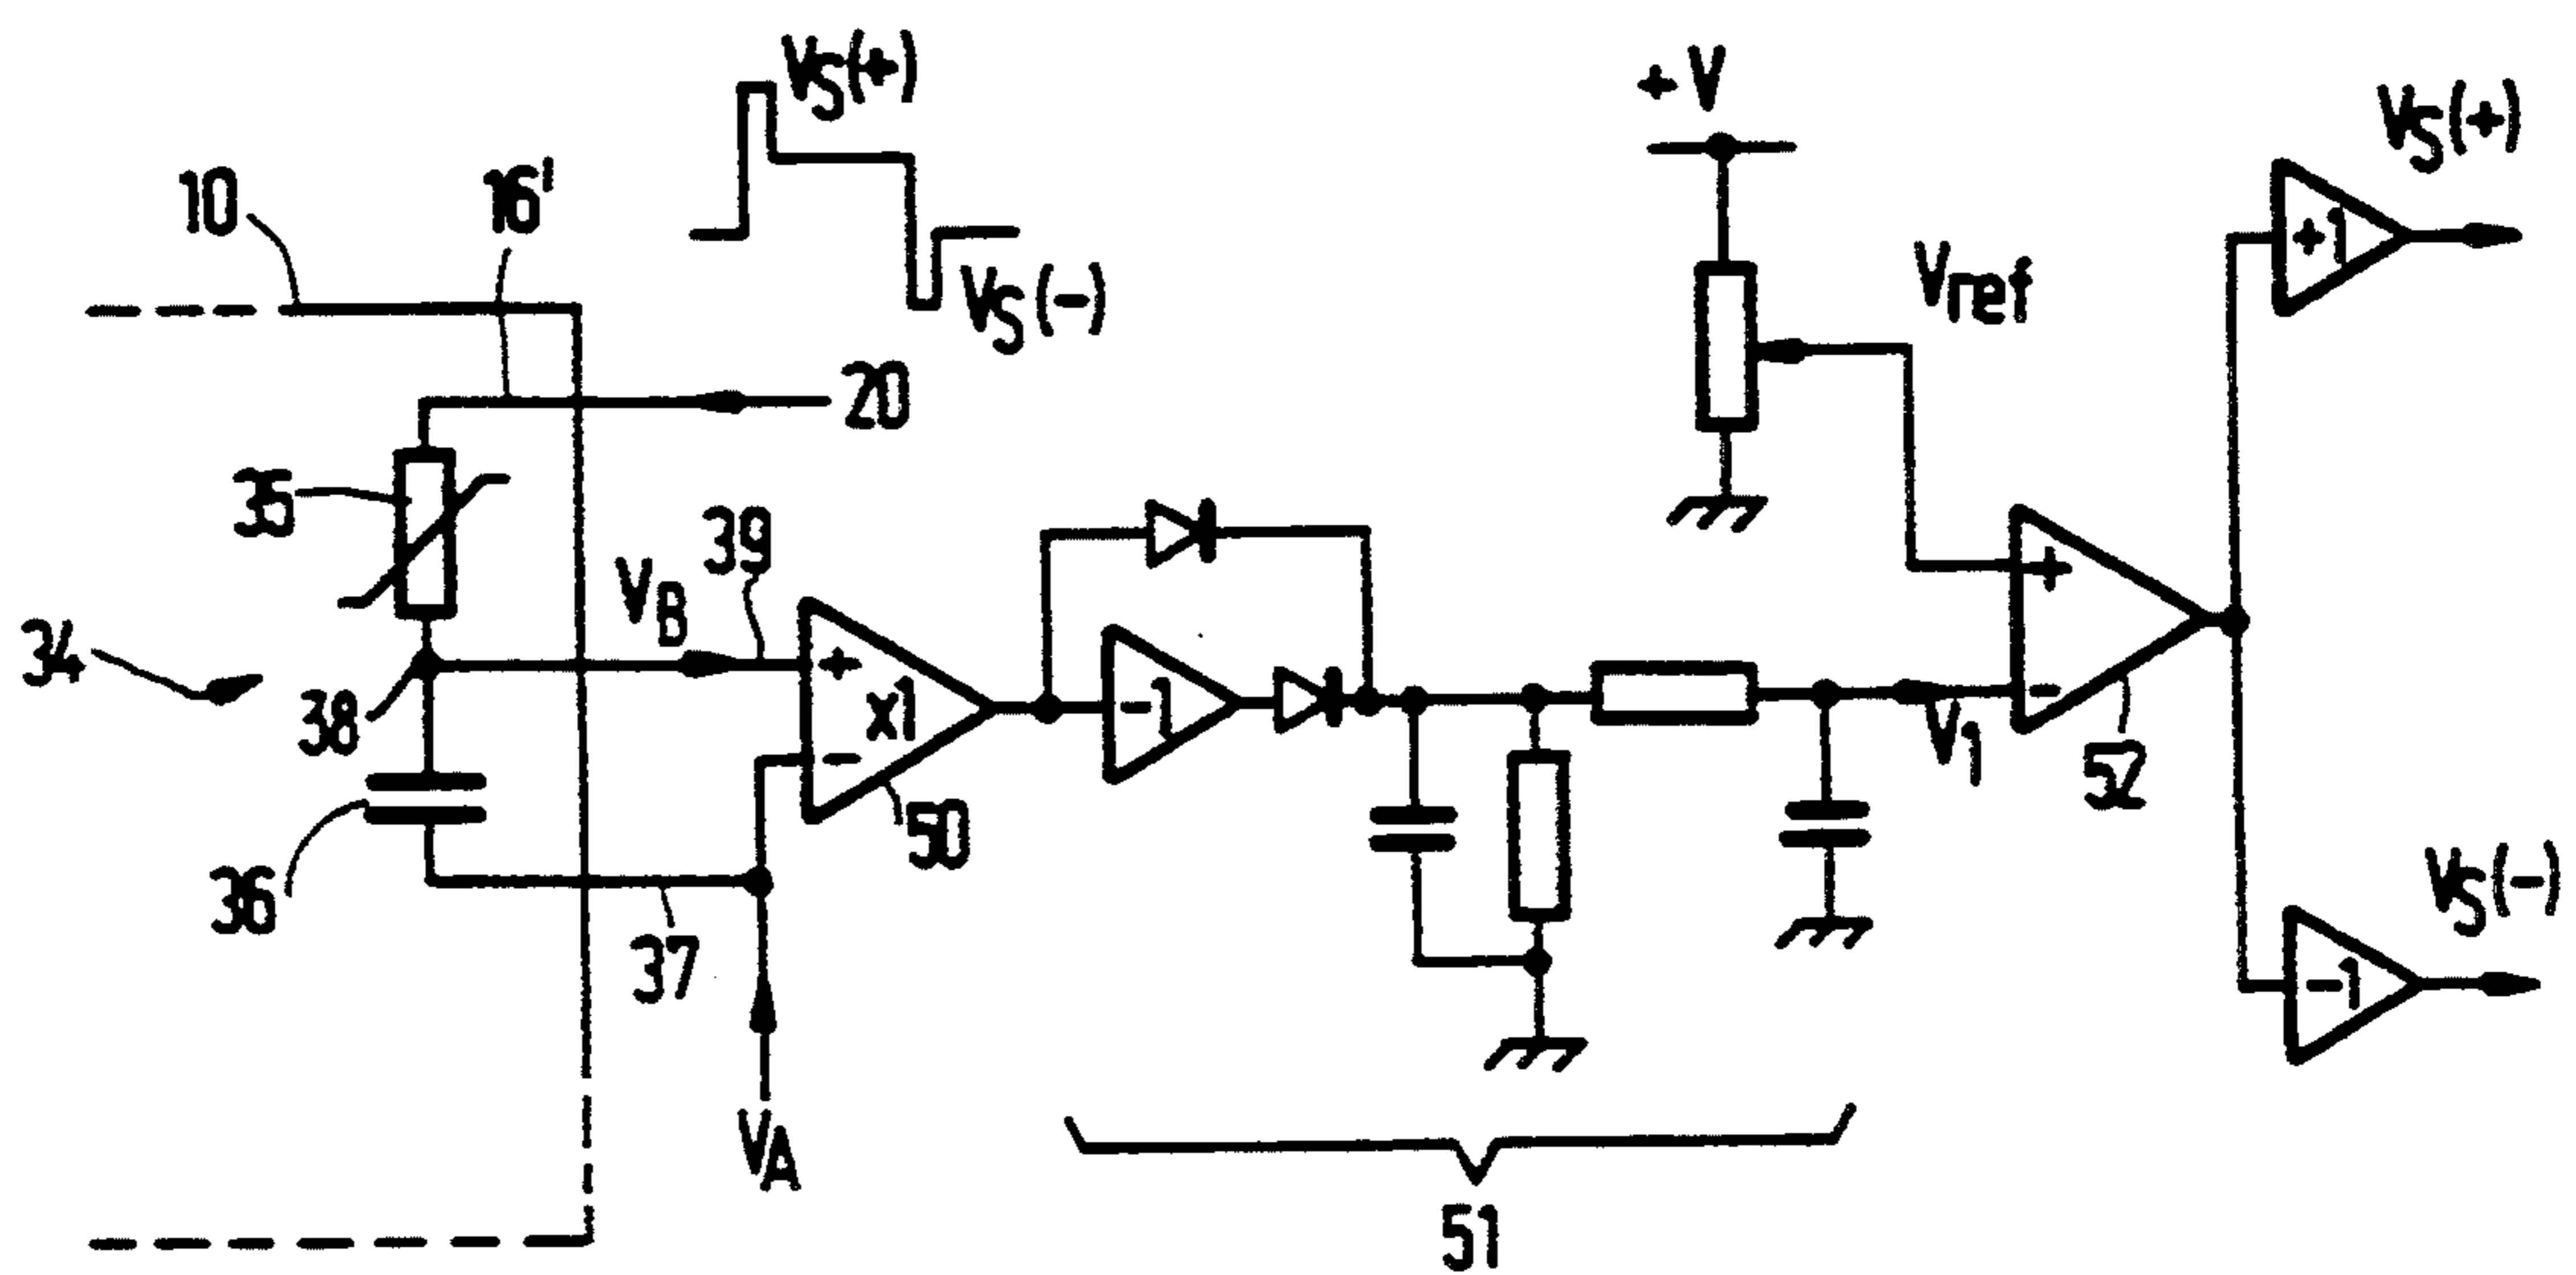 VS(+)
+V
VS(+)
10
16'
+1
Vref
VS(-)
20
35
39
VB
+
34
+
x1
-1
38
-
V1
-
52
50
36
VS(-)
37
-1
VA
51